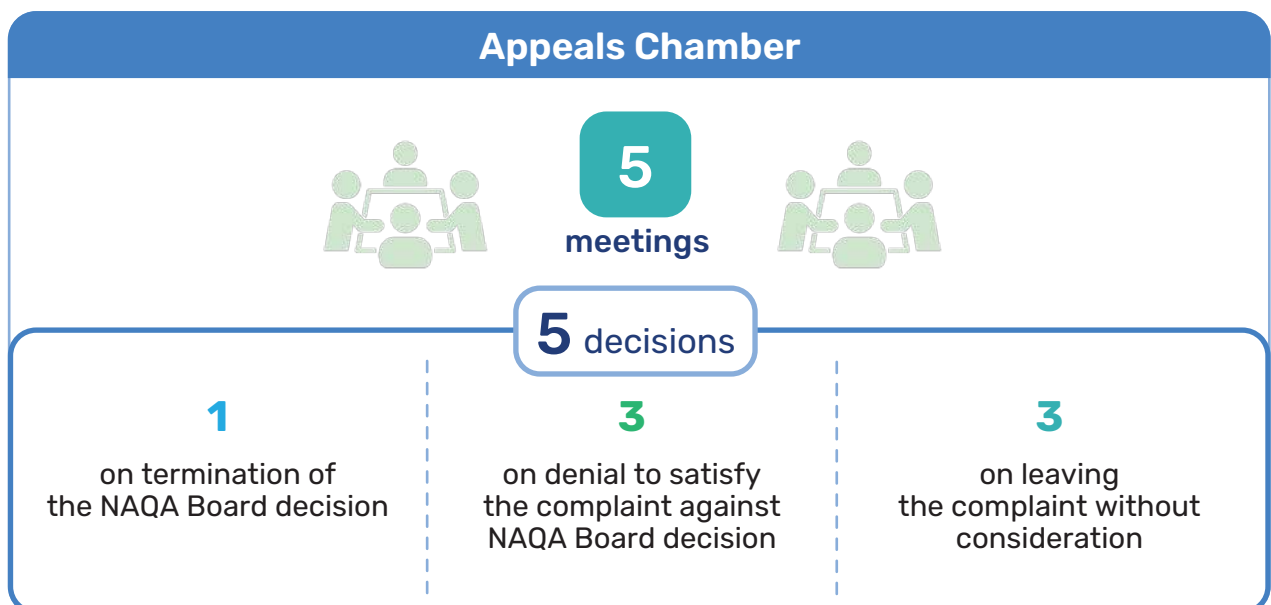 Appeals Chamber
5
meetings
5 decisions
1
on termination of
the NAQA Board decision
3
on denial to satisfy
the complaint against
NAQA Board decision
3
on leaving
the complaint without
consideration